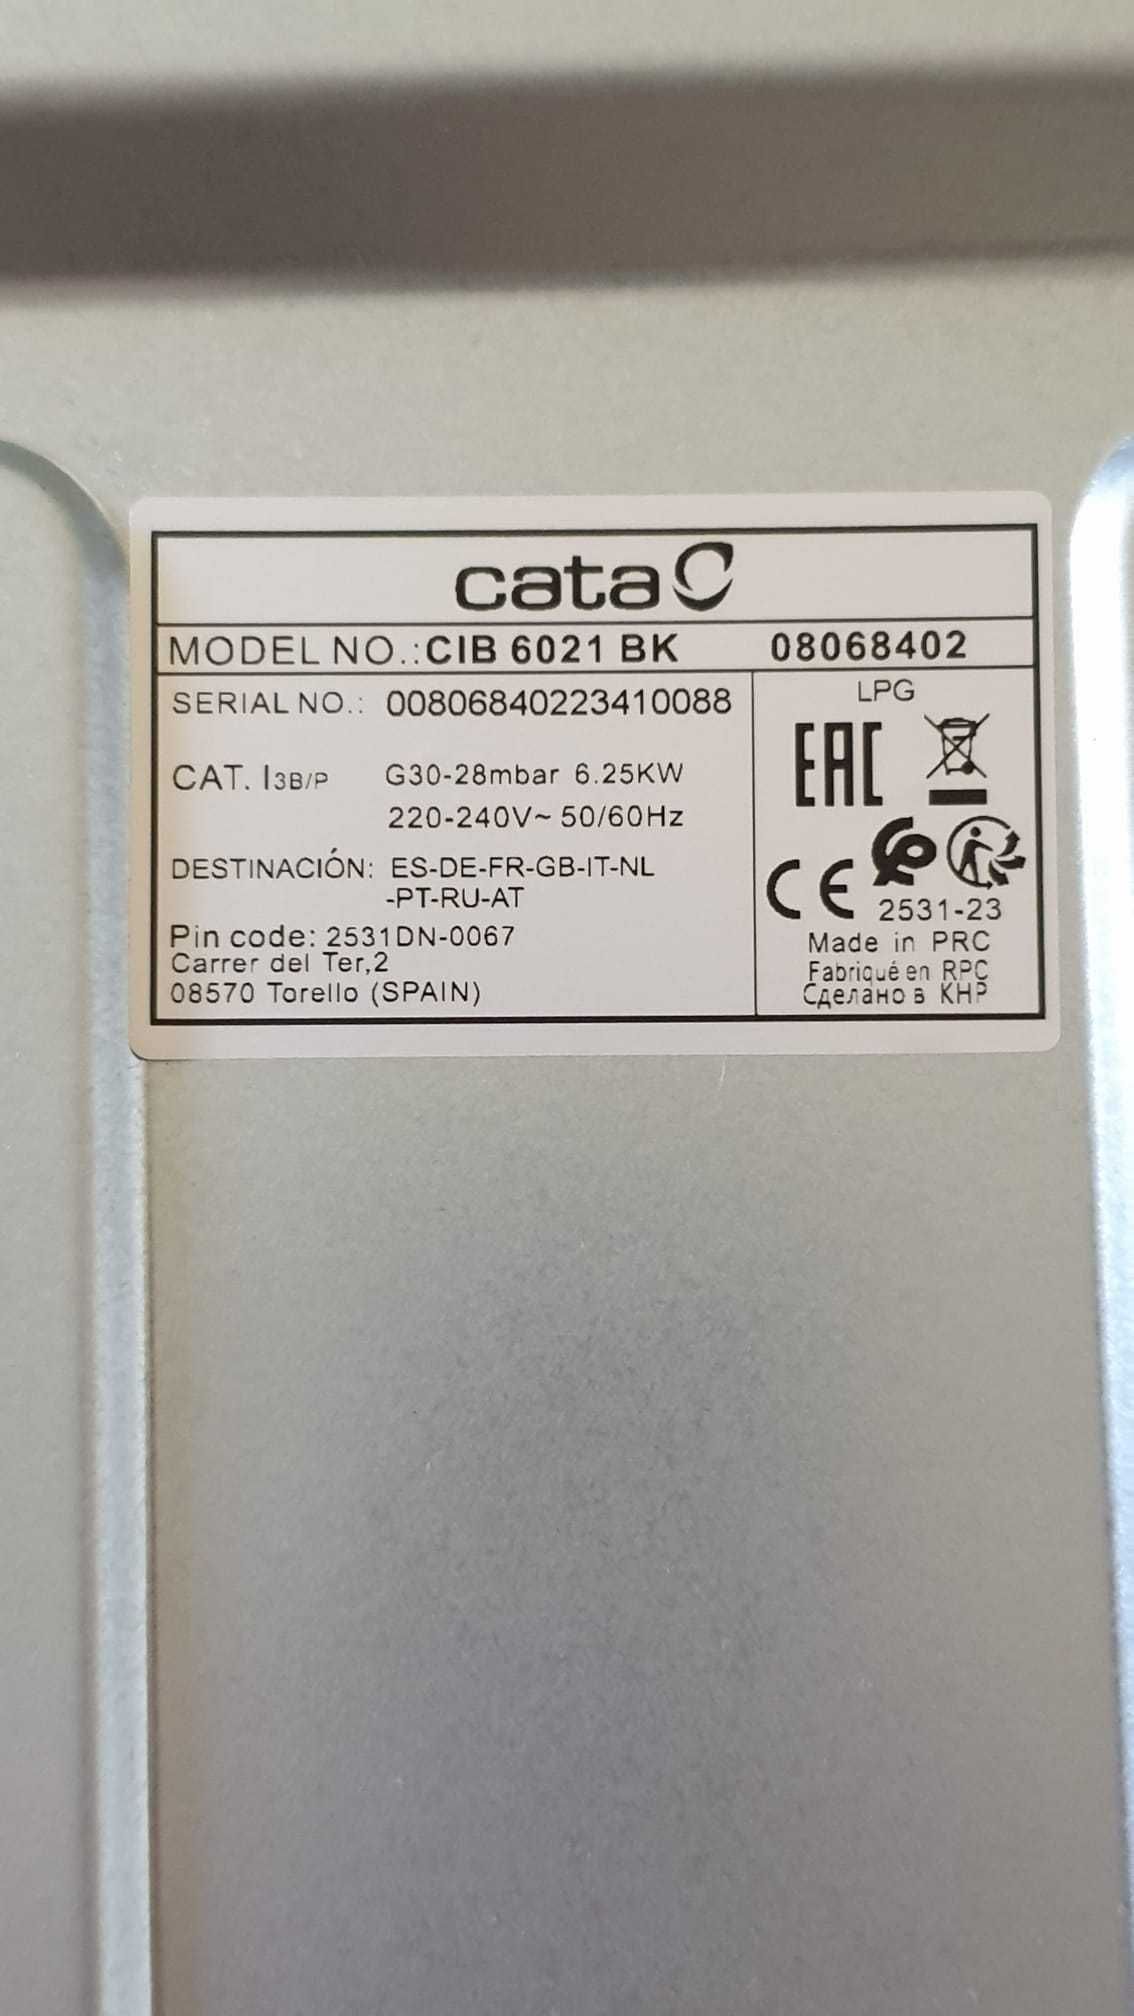 cata
MODEL NO.:CIB 6021 BK 08068402
SERIAL NO.: 00806840223410088
CAT. I3B/P G30-28mbar 6.25KW
220-240V~ 50/60Hz
DESTINACIÓN: ES-DE-FR-GB-IT-NL
-PT-RU-AT
Pin code: 2531DN-0067
Carrer del Ter,2
08570 Torello (SPAIN)
LPG
EAC
CE
2531-23
Made in PRC
Fabriqué en RPC
Сделано в КНР